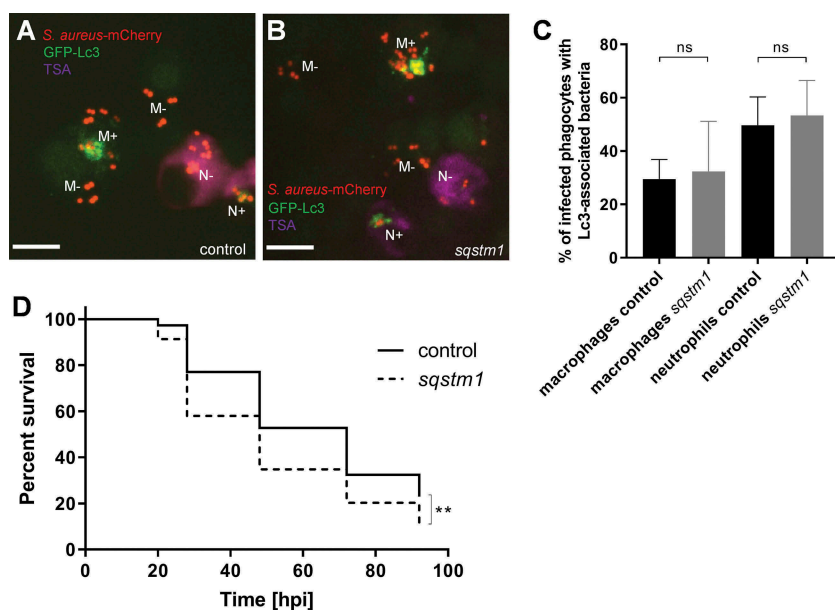 A
S. aureus-mCherry
GFP-Lc3
TSA
M-
M+
M-
N-
N+
control
B
M+
M-
M-
N-
S. aureus-mCherry
GFP-Lc3
TSA
N+
sqstm1
C
% of infected phagocytes with
Lc3-associated bacteria
80
60
40
20
0
ns
ns
macrophages control
macrophages sqstm1
neutrophils control
neutrophils sqstm1
D
Percent survival
100
80
60
40
20
0
control
sqstm1
**
0
20
40
60
80
100
Time [hpi]